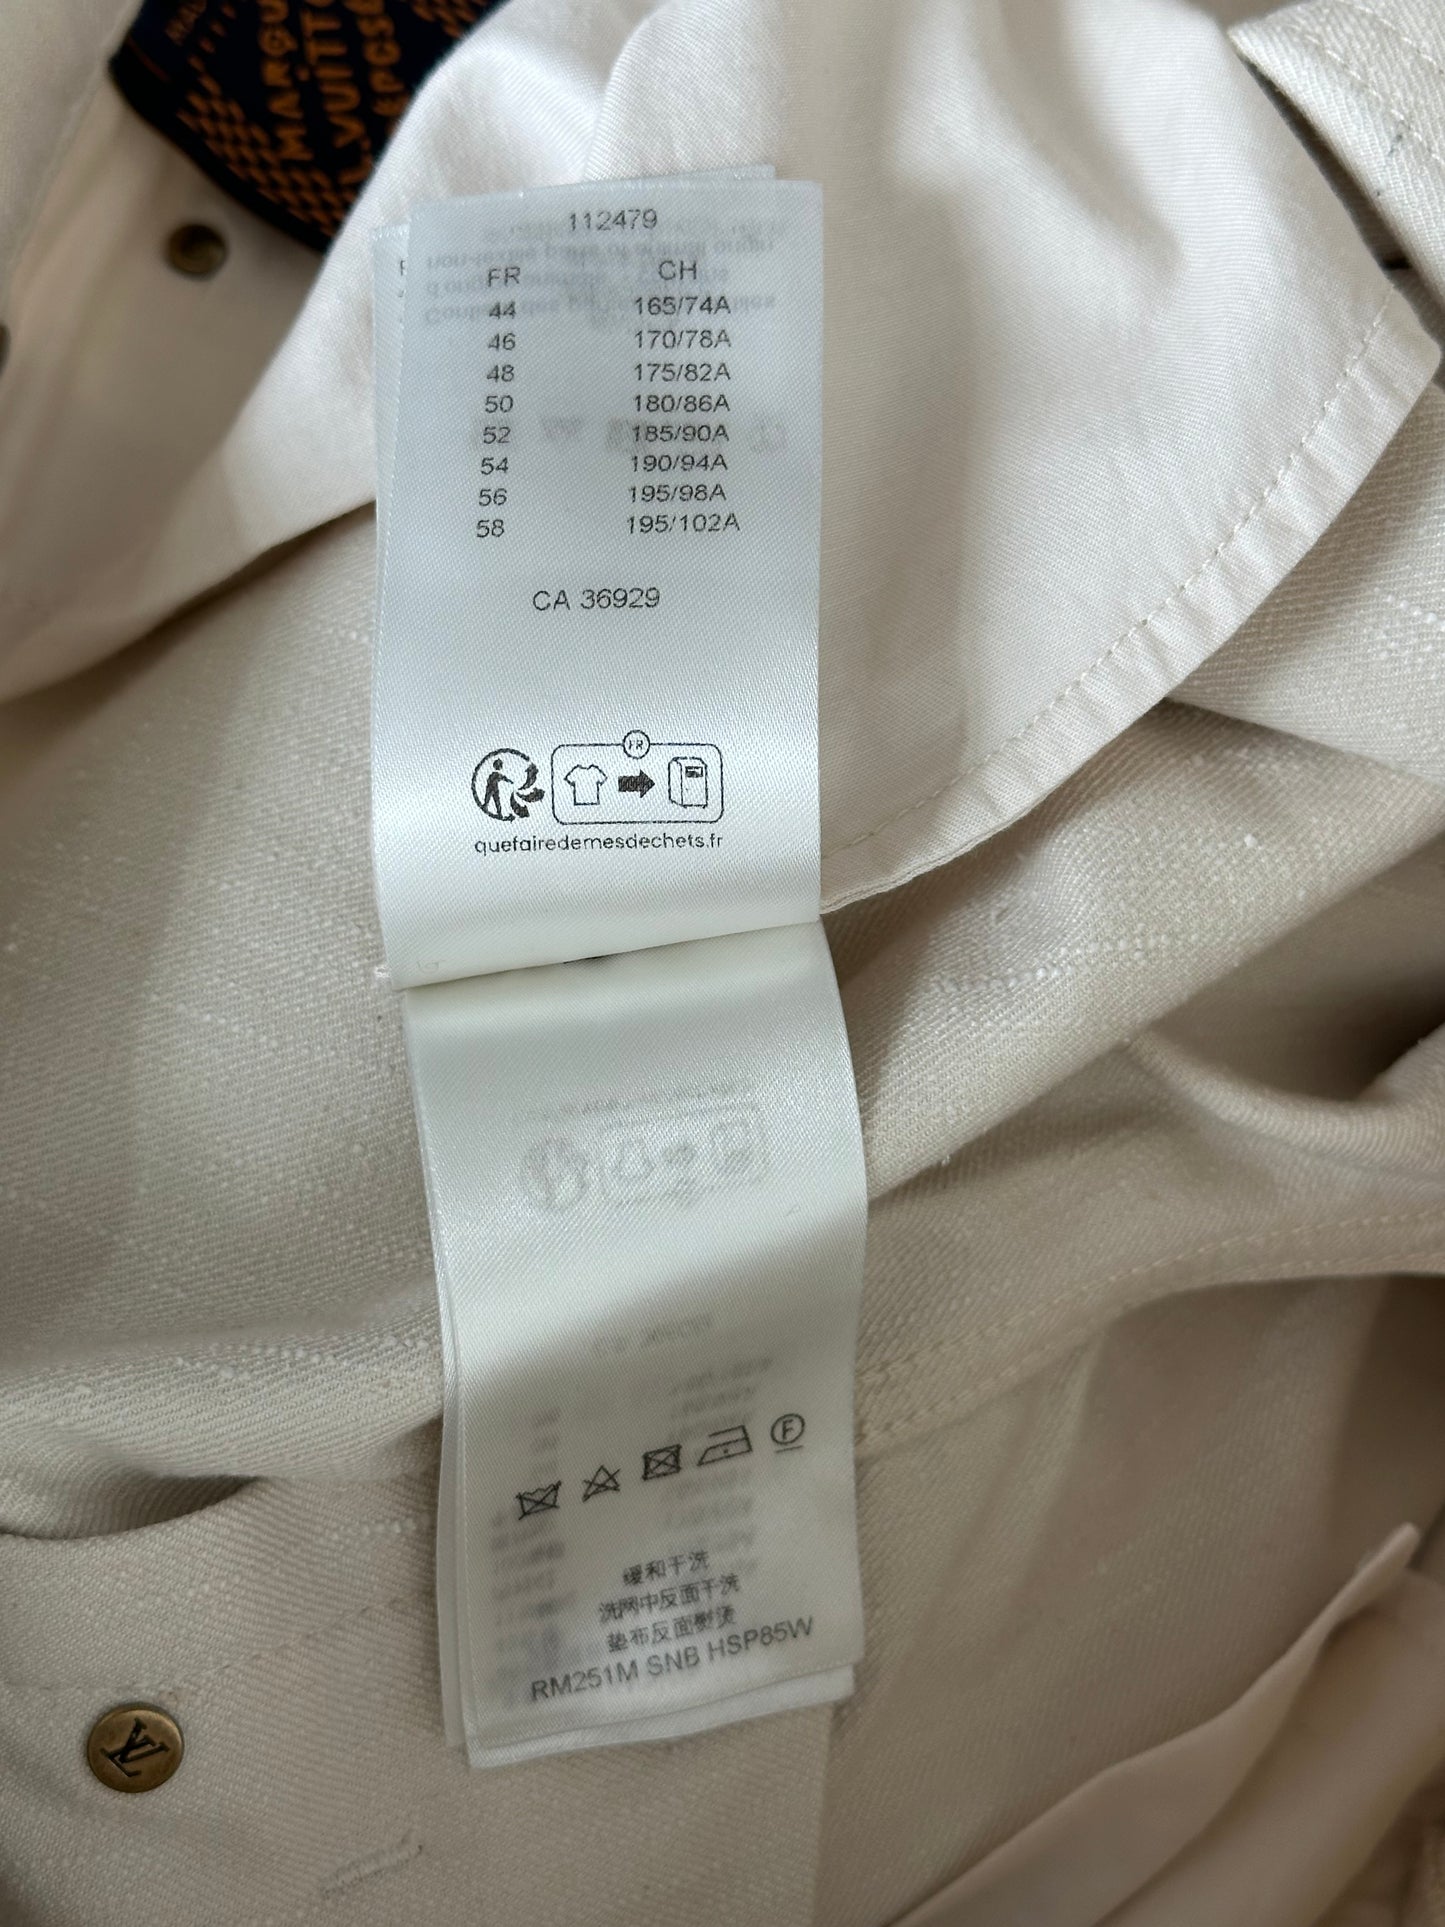 MARQU
VUITTO
112479
FR CH
44 165/74A
46 170/78A
48 175/82A
50 180/86A
52 185/90A
54 190/94A
56 195/98A
58 195/102A
CA 36929
FR
quefairedemesdechets.fr
F
缓和干洗
洗网中反面干洗
垫布反面熨烫
RM251M SNB HSP85W
LV